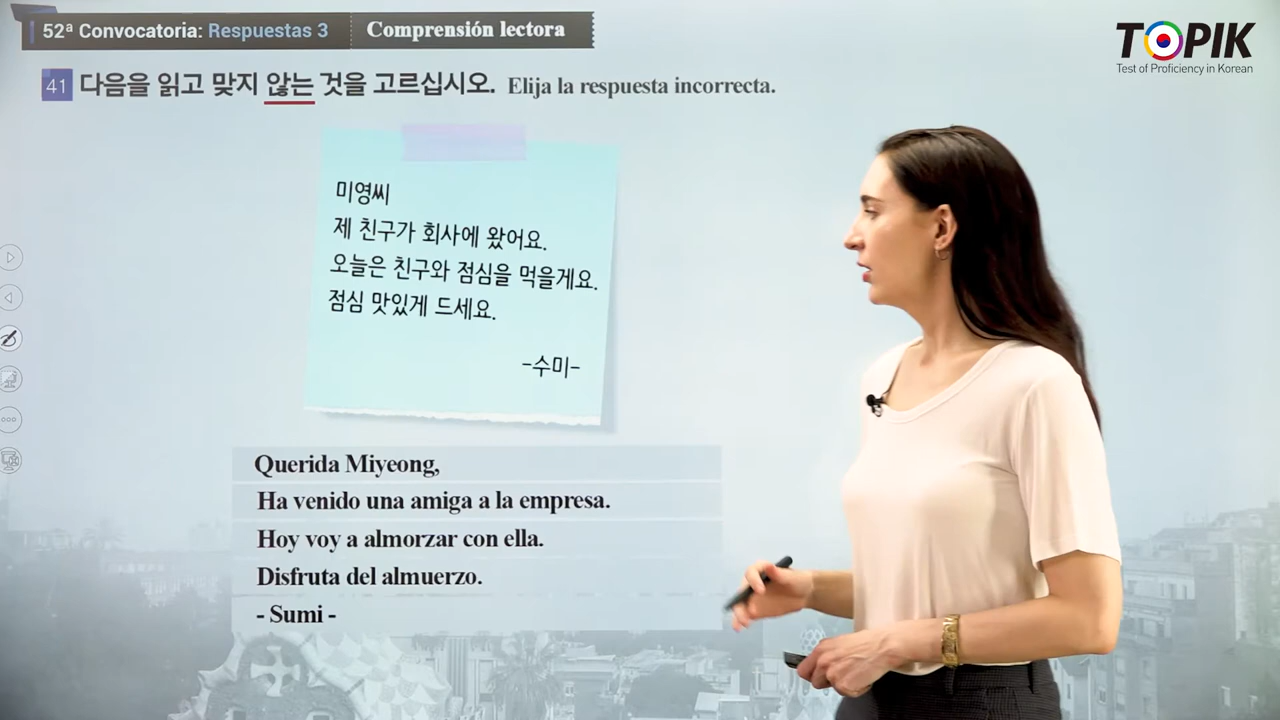 52ª Convocatoria: Respuestas 3 Comprensión lectora
TOPIK
Test of Proficiency in Korean
41 다음을 읽고 맞지 않는 것을 고르십시오. Elija la respuesta incorrecta.
미영씨
제 친구가 회사에 왔어요.
오늘은 친구와 점심을 먹을게요.
점심 맛있게 드세요.
-수미-
Querida Miyeong,
Ha venido una amiga a la empresa.
Hoy voy a almorzar con ella.
Disfruta del almuerzo.
- Sumi -